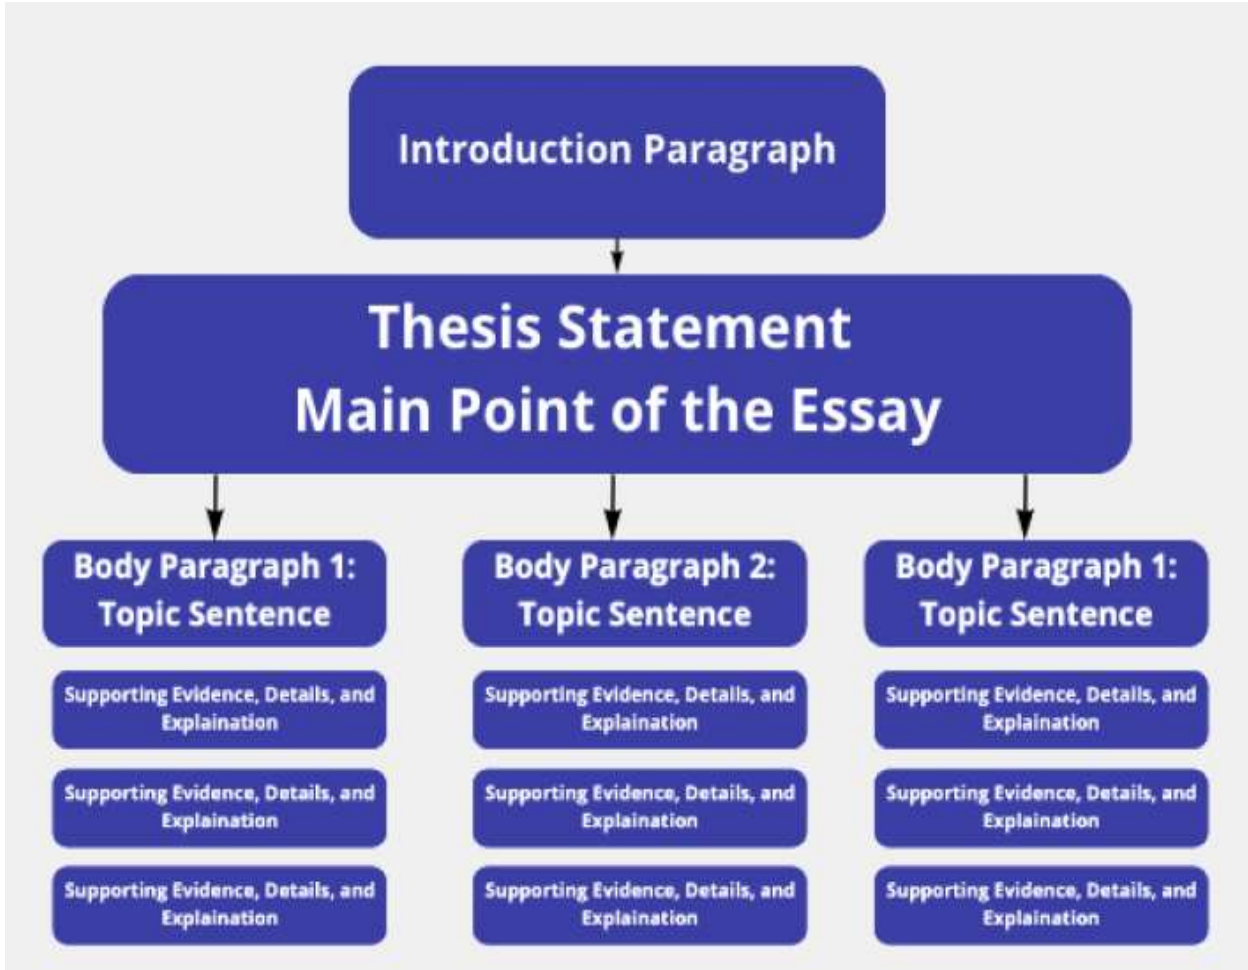 Introduction Paragraph
Thesis Statement
Main Point of the Essay
Body Paragraph 1:
Topic Sentence
Supporting Evidence, Details, and
Explaination
Supporting Evidence, Details, and
Explaination
Supporting Evidence, Details, and
Explaination
Body Paragraph 2:
Topic Sentence
Supporting Evidence, Details, and
Explaination
Supporting Evidence, Details, and
Explaination
Supporting Evidence, Details, and
Explaination
Body Paragraph 1:
Topic Sentence
Supporting Evidence, Details, and
Explaination
Supporting Evidence, Details, and
Explaination
Supporting Evidence, Details, and
Explaination